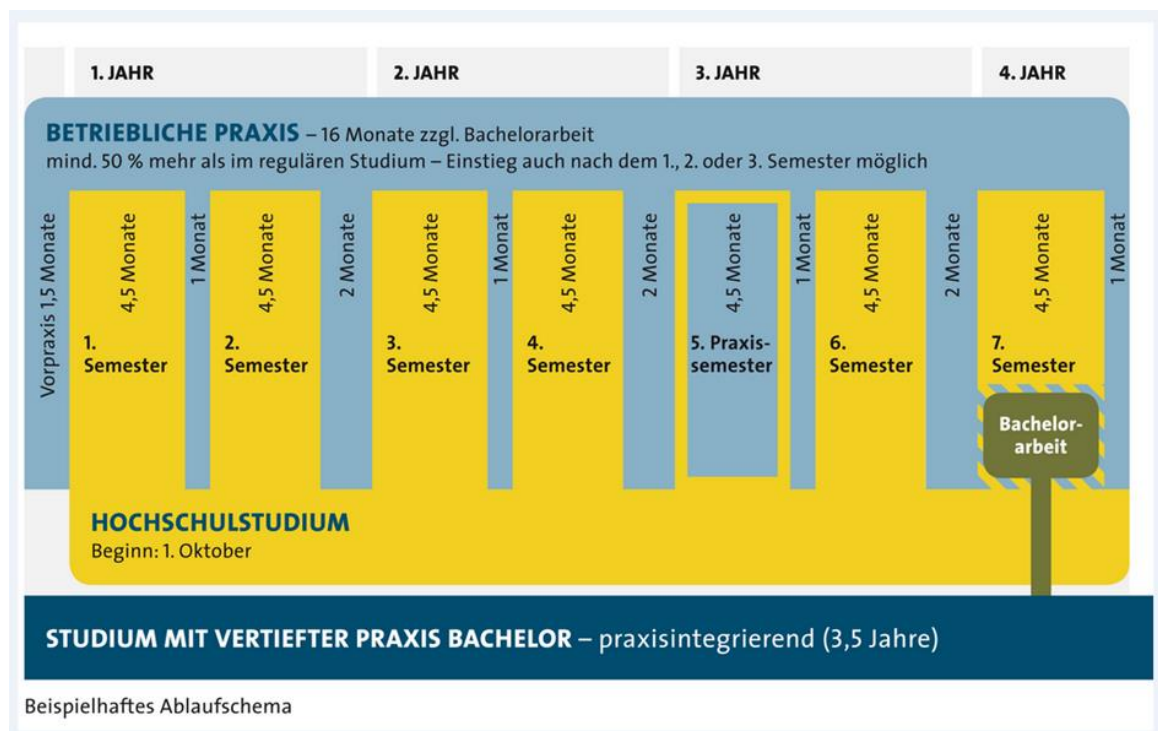 1. JAHR
2. JAHR
3. JAHR
4. JAHR
BETRIEBLICHE PRAXIS – 16 Monate zzgl. Bachelorarbeit
mind. 50 % mehr als im regulären Studium – Einstieg auch nach dem 1., 2. oder 3. Semester möglich
Vorpraxis 1,5 Monate
4,5 Monate
1.
Semester
1 Monat
4,5 Monate
2.
Semester
2 Monate
4,5 Monate
3.
Semester
1 Monat
4,5 Monate
4.
Semester
2 Monate
4,5 Monate
5. Praxis-
semester
1 Monat
4,5 Monate
6.
Semester
2 Monate
4,5 Monate
7.
Semester
Bachelor-
arbeit
1 Monat
HOCHSCHULSTUDIUM
Beginn: 1. Oktober
STUDIUM MIT VERTIEFTER PRAXIS BACHELOR – praxisintegrierend (3,5 Jahre)
Beispielhaftes Ablaufschema